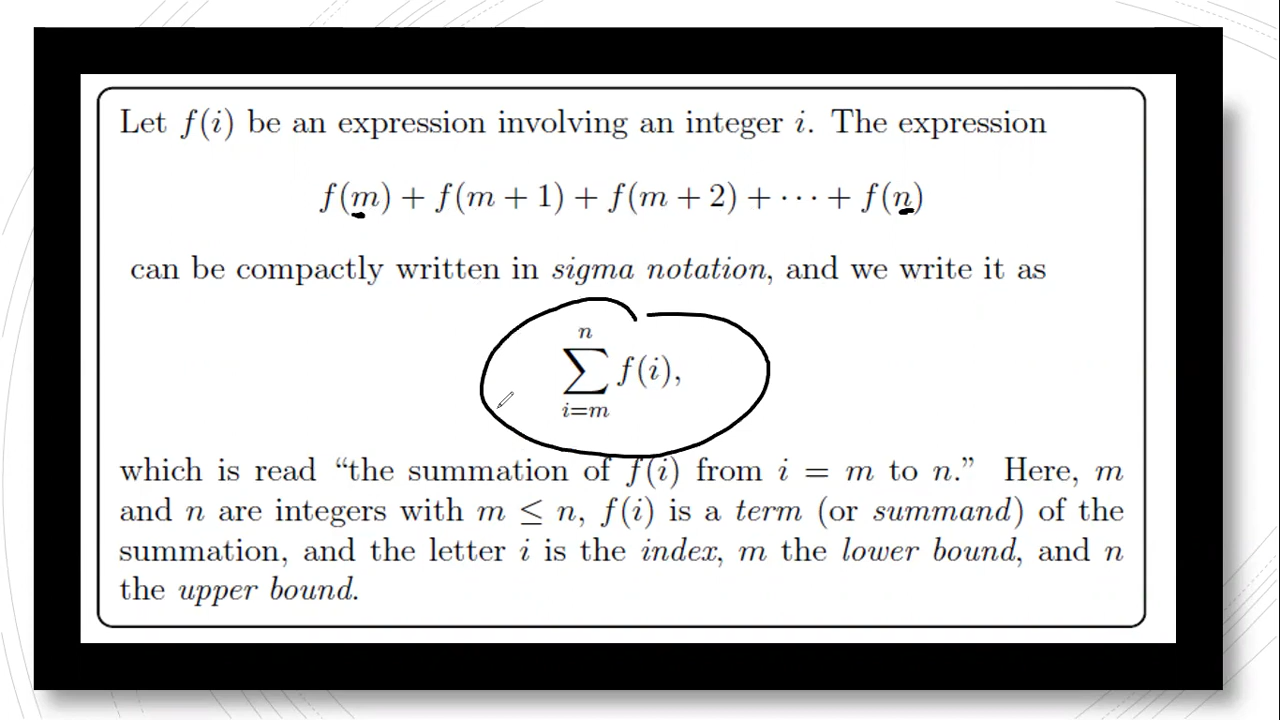 Let f(i) be an expression involving an integer i. The expression
f(m) + f(m + 1) + f(m + 2) + · · · + f(n)
can be compactly written in sigma notation, and we write it as
n
∑ f(i),
i=m
which is read “the summation of f(i) from i = m to n.” Here, m
and n are integers with m ≤ n, f(i) is a term (or summand) of the
summation, and the letter i is the index, m the lower bound, and n
the upper bound.